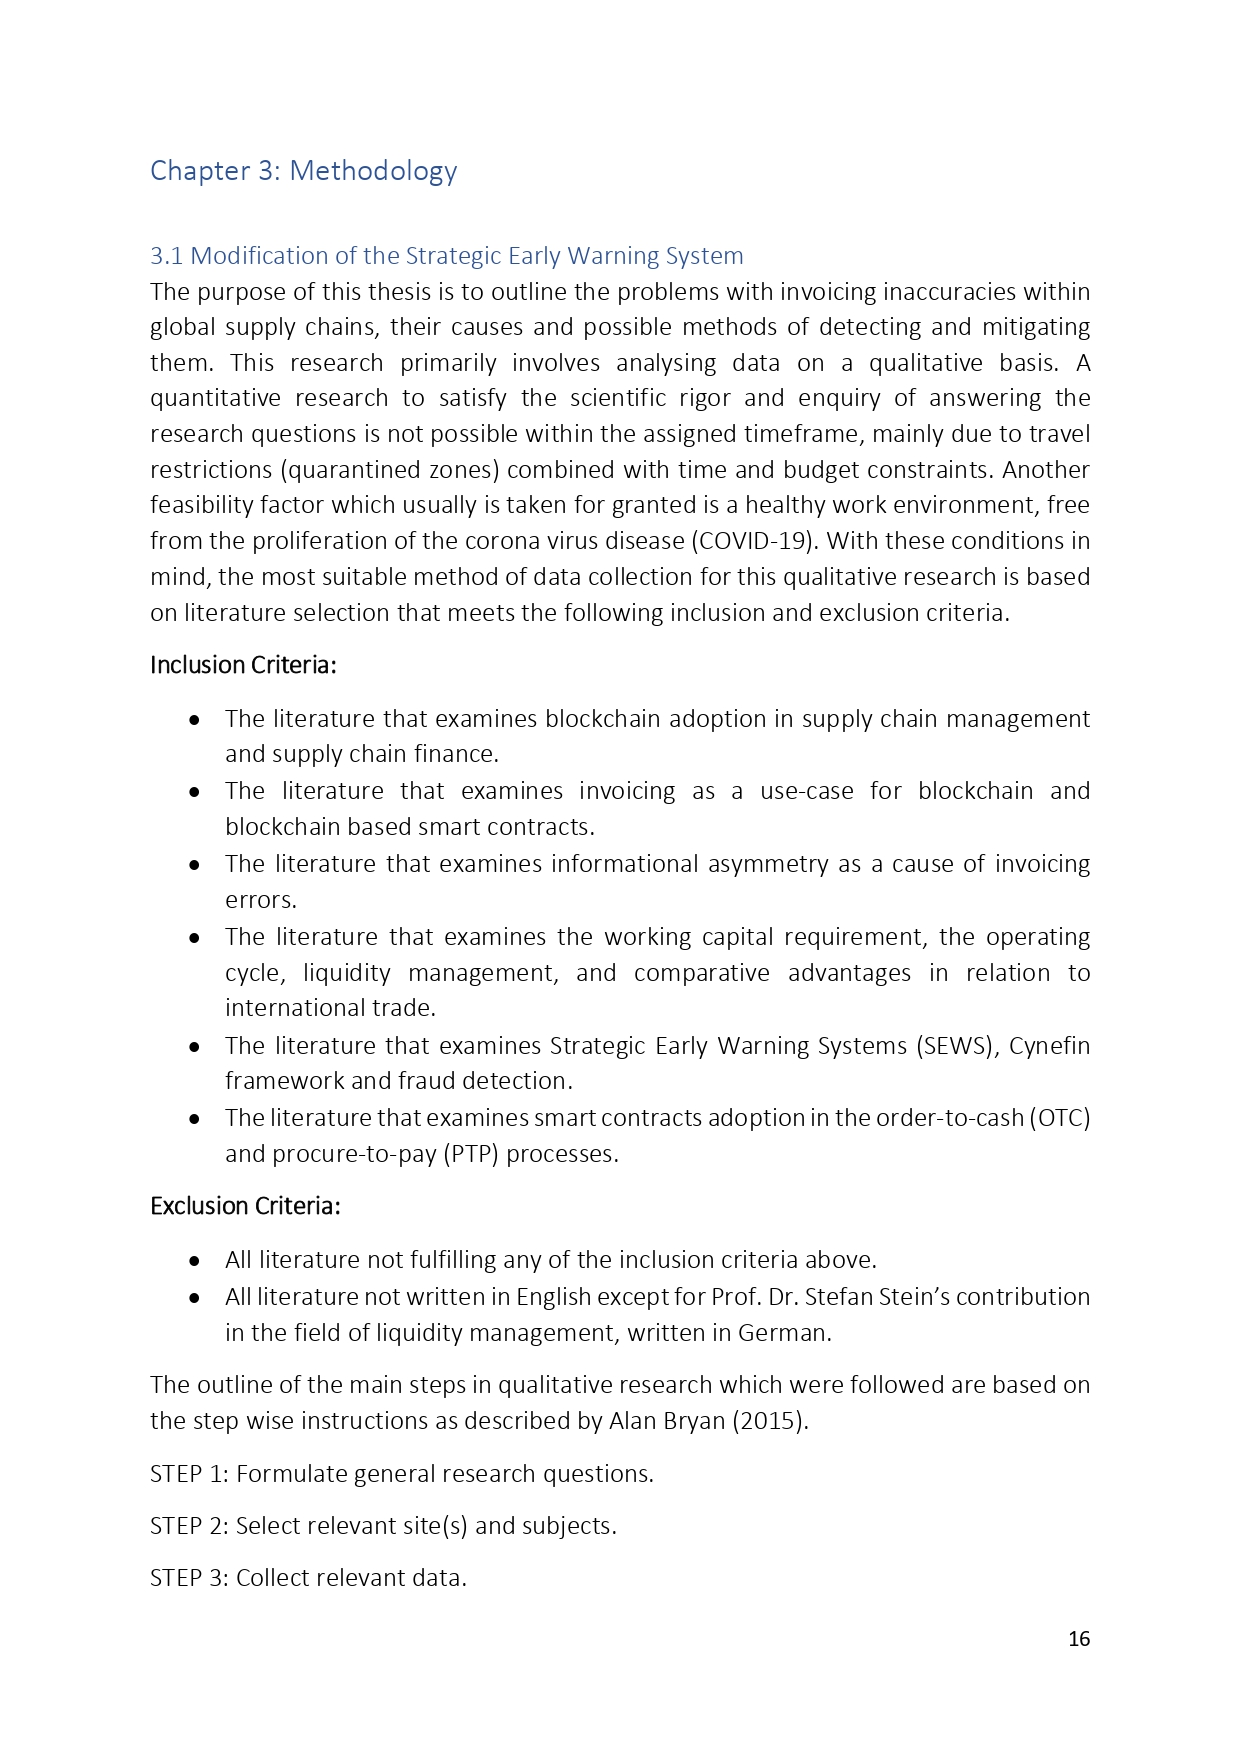 Chapter 3: Methodology
3.1 Modification of the Strategic Early Warning System
The purpose of this thesis is to outline the problems with invoicing inaccuracies within
global supply chains, their causes and possible methods of detecting and mitigating
them. This research primarily involves analysing data on a qualitative basis. A
quantitative research to satisfy the scientific rigor and enquiry of answering the
research questions is not possible within the assigned timeframe, mainly due to travel
restrictions (quarantined zones) combined with time and budget constraints. Another
feasibility factor which usually is taken for granted is a healthy work environment, free
from the proliferation of the corona virus disease (COVID-19). With these conditions in
mind, the most suitable method of data collection for this qualitative research is based
on literature selection that meets the following inclusion and exclusion criteria.
Inclusion Criteria:
● The literature that examines blockchain adoption in supply chain management
and supply chain finance.
● The literature that examines invoicing as a use-case for blockchain and
blockchain based smart contracts.
● The literature that examines informational asymmetry as a cause of invoicing
errors.
● The literature that examines the working capital requirement, the operating
cycle, liquidity management, and comparative advantages in relation to
international trade.
● The literature that examines Strategic Early Warning Systems (SEWS), Cynefin
framework and fraud detection.
● The literature that examines smart contracts adoption in the order-to-cash (OTC)
and procure-to-pay (PTP) processes.
Exclusion Criteria:
● All literature not fulfilling any of the inclusion criteria above.
● All literature not written in English except for Prof. Dr. Stefan Stein’s contribution
in the field of liquidity management, written in German.
The outline of the main steps in qualitative research which were followed are based on
the step wise instructions as described by Alan Bryan (2015).
STEP 1: Formulate general research questions.
STEP 2: Select relevant site(s) and subjects.
STEP 3: Collect relevant data.
16